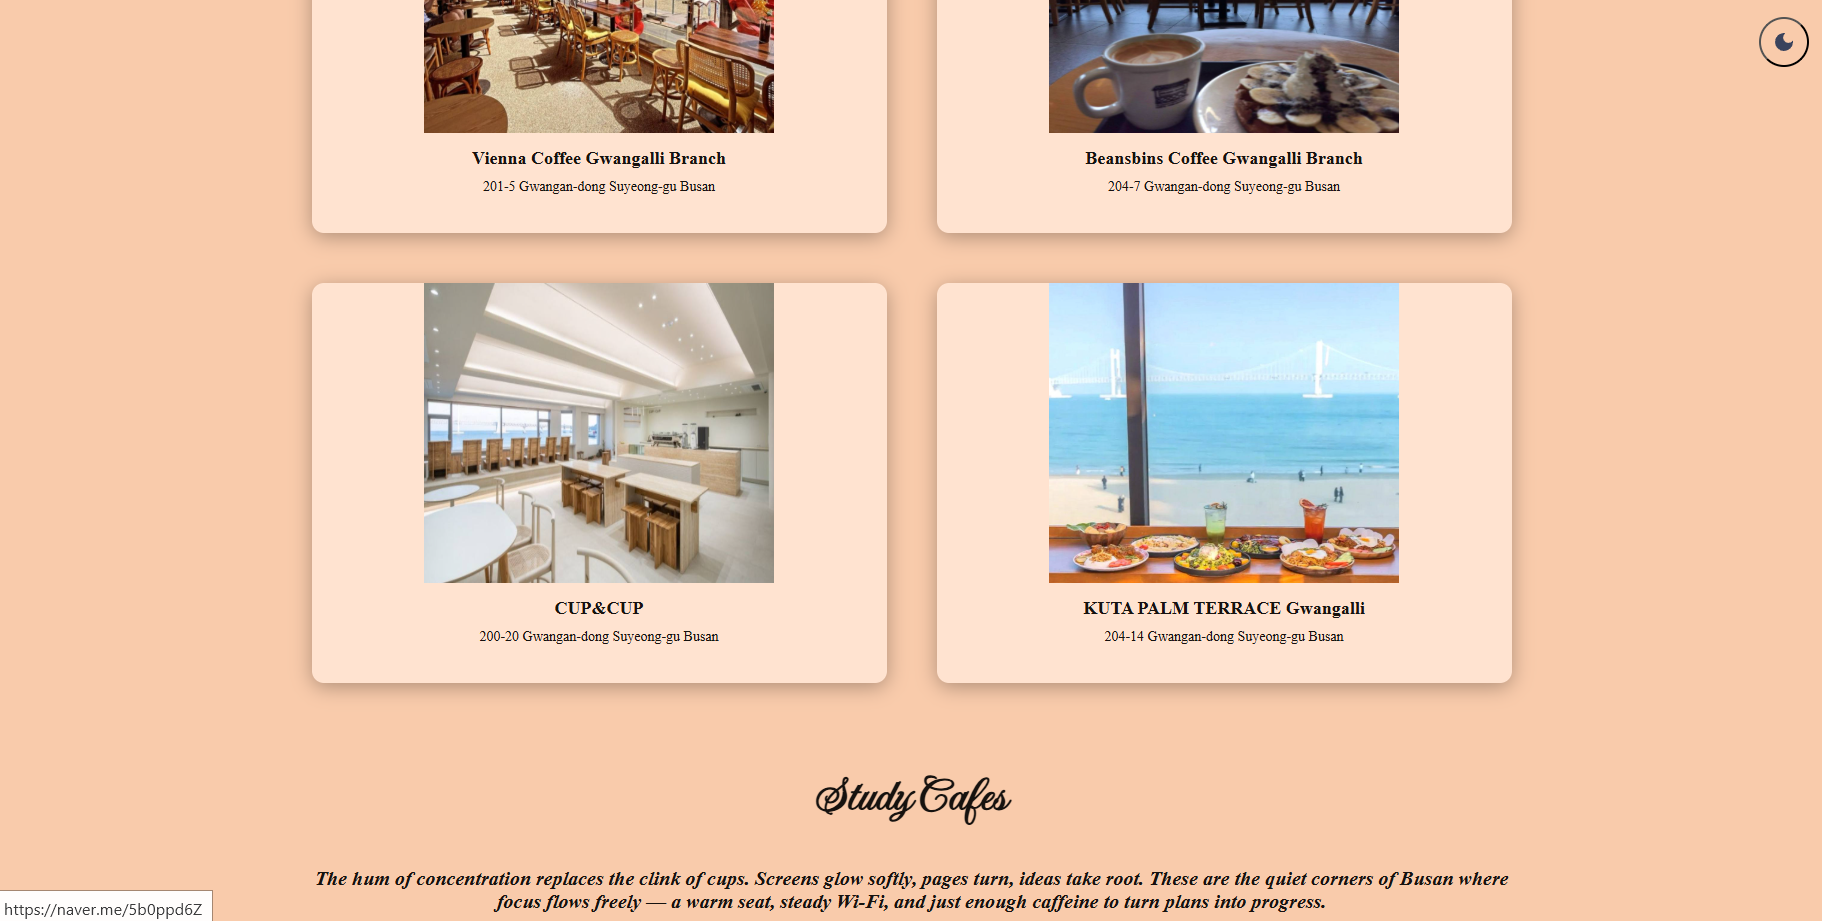 Vienna Coffee Gwangalli Branch
201-5 Gwangan-dong Suyeong-gu Busan
Beansbins Coffee Gwangalli Branch
204-7 Gwangan-dong Suyeong-gu Busan
CUP&CUP
200-20 Gwangan-dong Suyeong-gu Busan
KUTA PALM TERRACE Gwangalli
204-14 Gwangan-dong Suyeong-gu Busan
Study Cafes
The hum of concentration replaces the clink of cups. Screens glow softly, pages turn, ideas take root. These are the quiet corners of Busan where
focus flows freely — a warm seat, steady Wi-Fi, and just enough caffeine to turn plans into progress.
https://naver.me/5b0ppd6Z